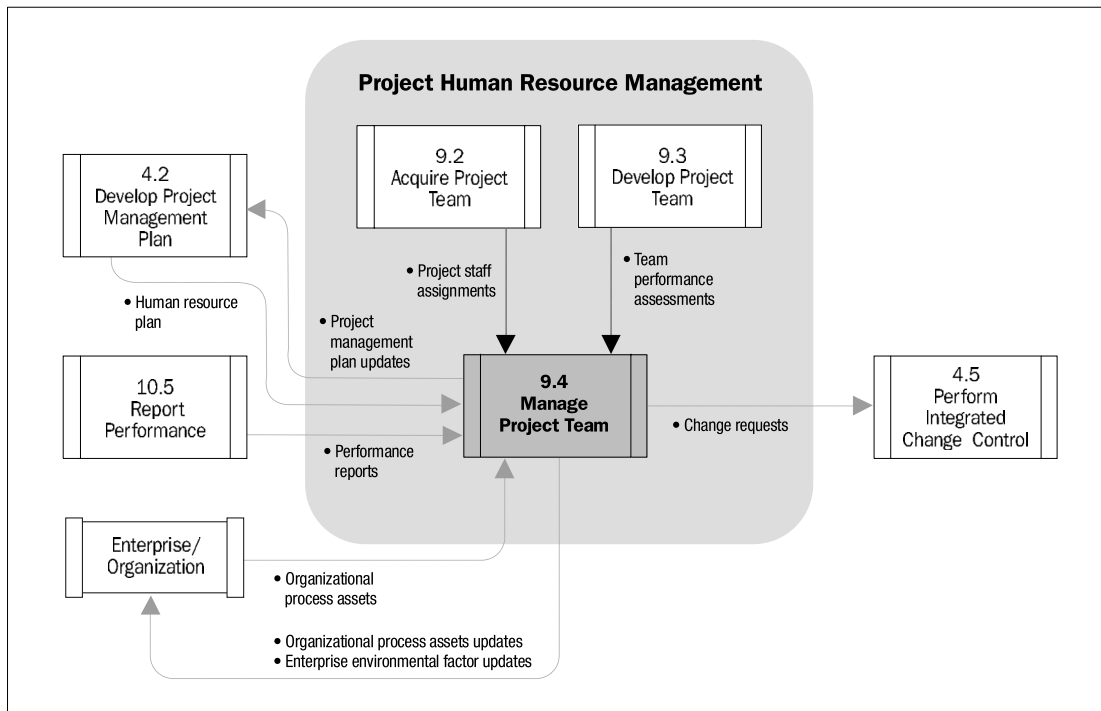 Project Human Resource Management
9.2
Acquire Project
Team
9.3
Develop Project
Team
4.2
Develop Project
Management
Plan
• Project staff
assignments
• Team
performance
assessments
• Human resource
plan
• Project
management
plan updates
10.5
Report
Performance
9.4
Manage
Project Team
4.5
Perform
Integrated
Change Control
• Change requests
• Performance
reports
Enterprise/
Organization
• Organizational
process assets
• Organizational process assets updates
• Enterprise environmental factor updates